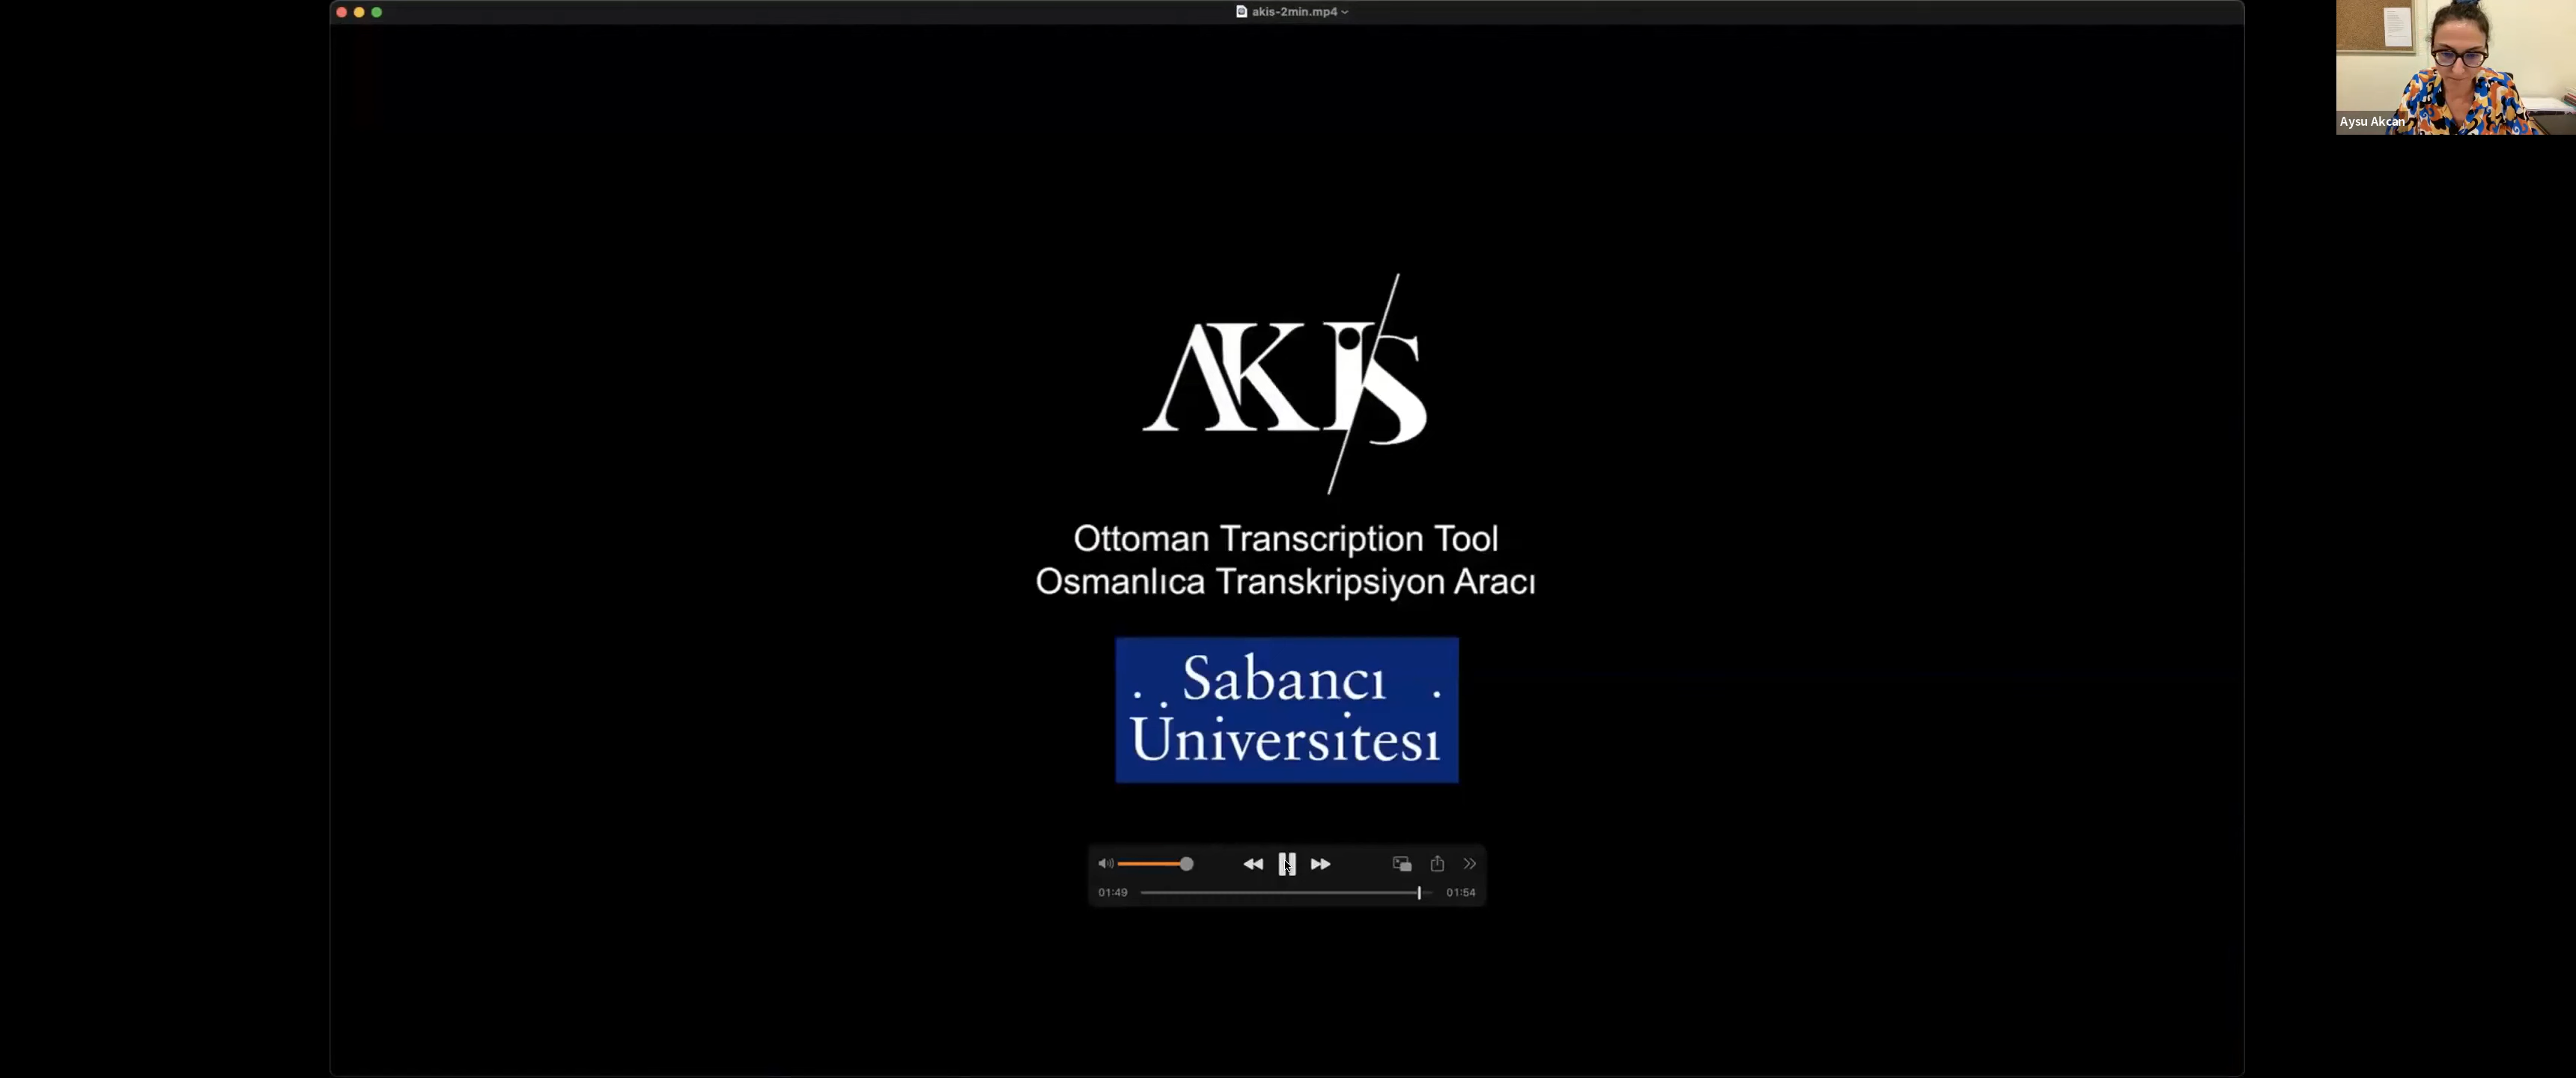 akis-2min.mp4
Aysu Akcan
AKIS
Ottoman Transcription Tool
Osmanlıca Transkripsiyon Aracı
Sabancı
Üniversitesi
01:49
01:54